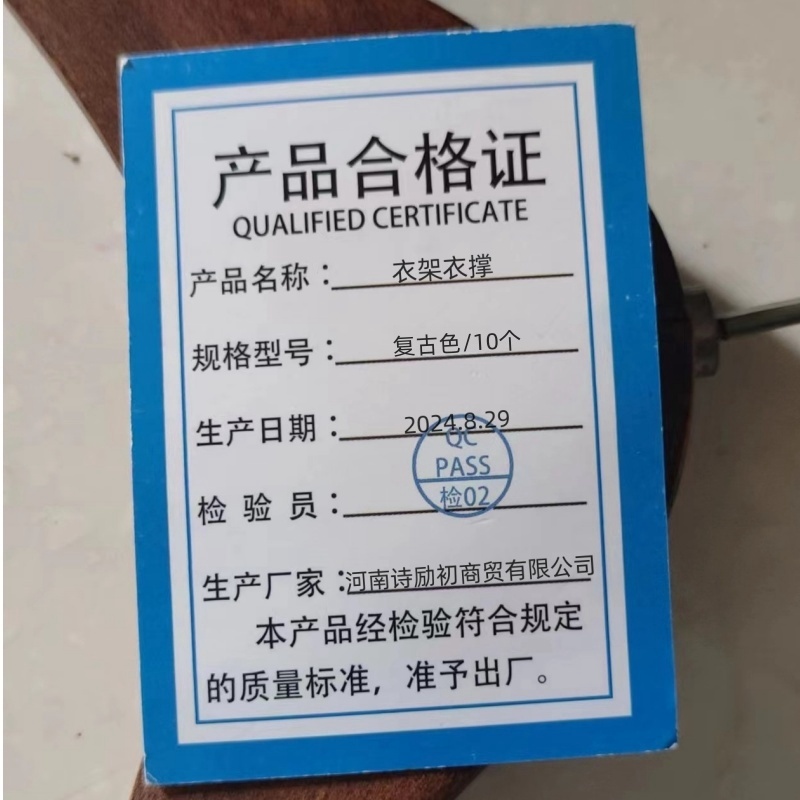 产品合格证
QUALIFIED CERTIFICATE
产品名称：衣架衣撑
规格型号：复古色/10个
生产日期：2024.8.29
QC
PASS
检02
检验员：
生产厂家：河南诗励初商贸有限公司
本产品经检验符合规定
的质量标准，准予出厂。